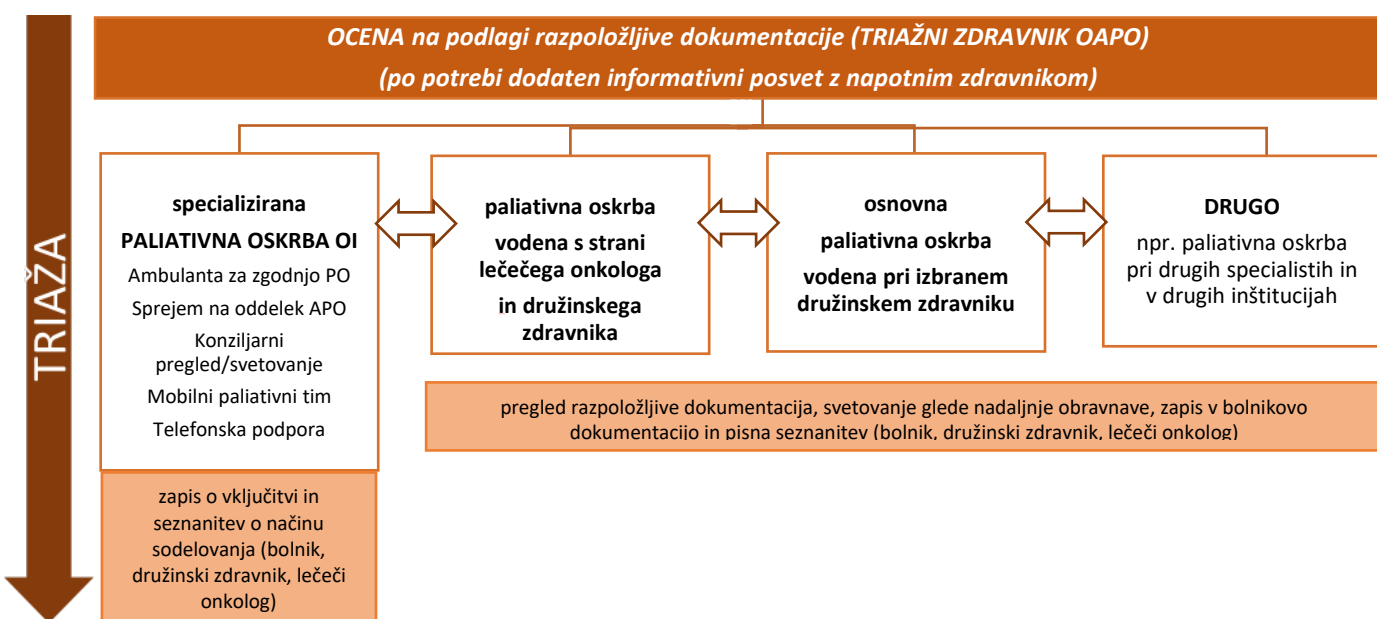 TRIAŽA
OCENA na podlagi razpoložljive dokumentacije (TRIAŽNI ZDRAVNIK OAPO)
(po potrebi dodaten informativni posvet z napotnim zdravnikom)
specializirana
PALIATIVNA OSKRBA OI
Ambulanta za zgodnjo PO
Sprejem na oddelek APO
Konziljarni
pregled/svetovanje
Mobilni paliativni tim
Telefonska podpora
zapis o vključitvi in
seznanitev o načinu
sodelovanja (bolnik,
družinski zdravnik, lečeči
onkolog)
paliativna oskrba
vodena s strani
lečečega onkologa
in družinskega
zdravnika
osnovna
paliativna oskrba
vodena pri izbranem
družinskem zdravniku
DRUGO
npr. paliativna oskrba
pri drugih specialistih in
v drugih inštitucijah
pregled razpoložljive dokumentacija, svetovanje glede nadaljnje obravnave, zapis v bolnikovo
dokumentacijo in pisna seznanitev (bolnik, družinski zdravnik, lečeči onkolog)